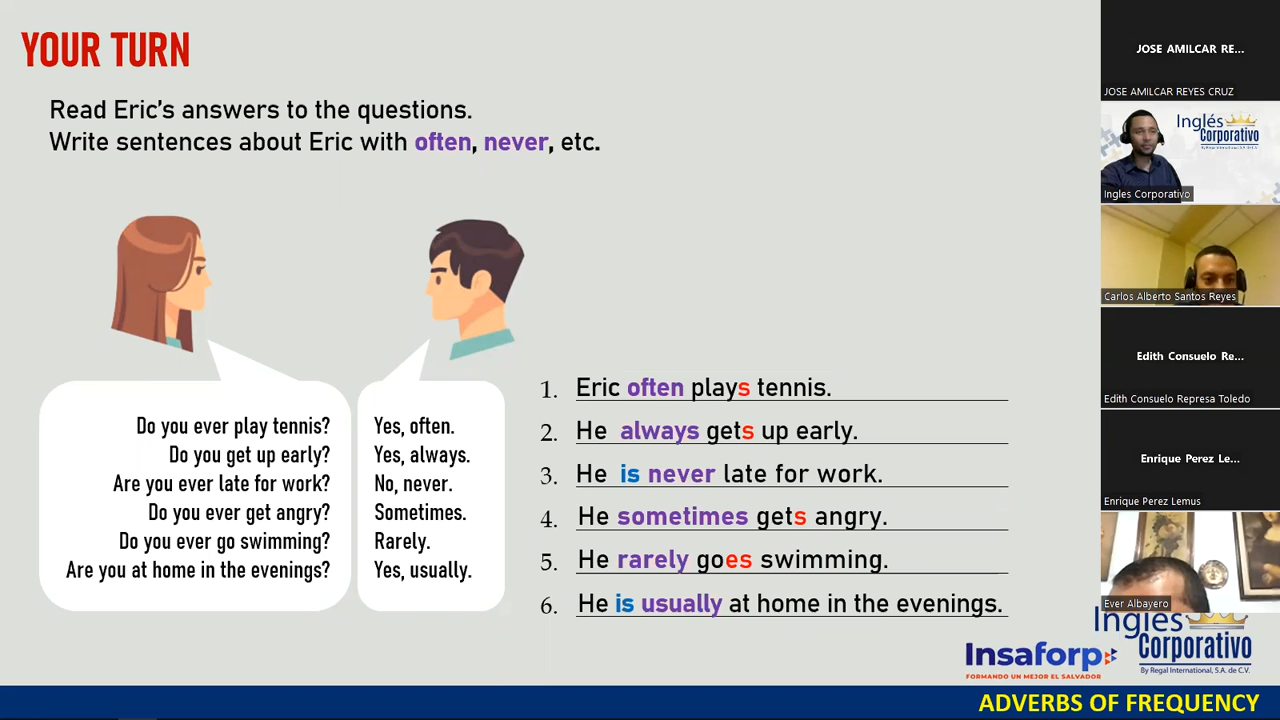 YOUR TURN
Read Eric's answers to the questions.
Write sentences about Eric with often, never, etc.
Do you ever play tennis?
Do you get up early?
Are you ever late for work?
Do you ever get angry?
Do you ever go swimming?
Are you at home in the evenings?
Yes, often.
Yes, always.
No, never.
Sometimes.
Rarely.
Yes, usually.
1. Eric often plays tennis.
2. He always gets up early.
3. He is never late for work.
4. He sometimes gets angry.
5. He rarely goes swimming.
6. He is usually at home in the evenings.
JOSE AMILCAR RE...
JOSE AMILCAR REYES CRUZ
Inglés
Corporativo
By Regal International, S.A. de C.V.
Ingles Corporativo
Carlos Alberto Santos Reyes
Edith Consuelo Re...
Edith Consuelo Represa Toledo
Enrique Perez Le...
Enrique Perez Lemus
Ever Albayero
Insaforp
FORMANDO UN MEJOR EL SALVADOR
Inglés
Corporativo
By Regal International, S.A. de C.V.
ADVERBS OF FREQUENCY